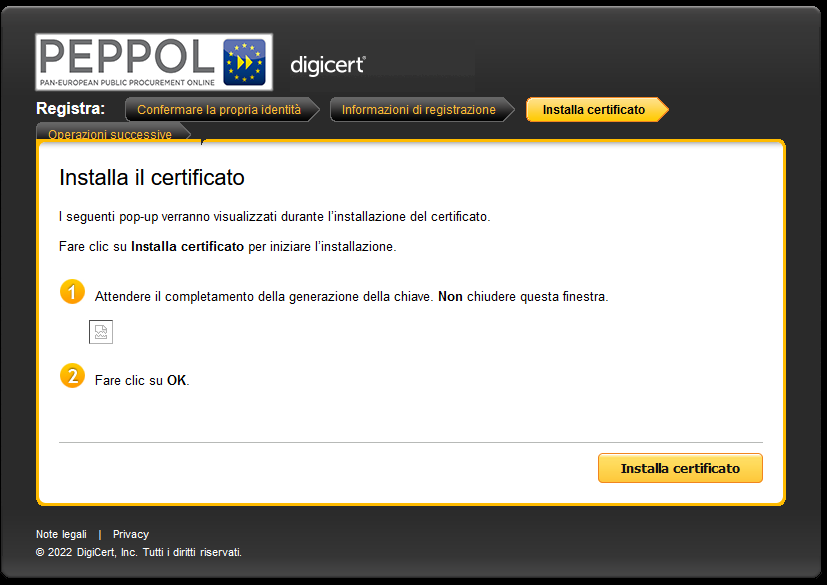 PEPPOL
PAN-EUROPEAN PUBLIC PROCUREMENT ONLINE
digicert®
Registra: Confermare la propria identità Informazioni di registrazione Installa certificato
Operazioni successive
Installa il certificato
I seguenti pop-up verranno visualizzati durante l'installazione del certificato.
Fare clic su Installa certificato per iniziare l'installazione.
1 Attendere il completamento della generazione della chiave. Non chiudere questa finestra.
2 Fare clic su OK.
Installa certificato
Note legali | Privacy
© 2022 DigiCert, Inc. Tutti i diritti riservati.